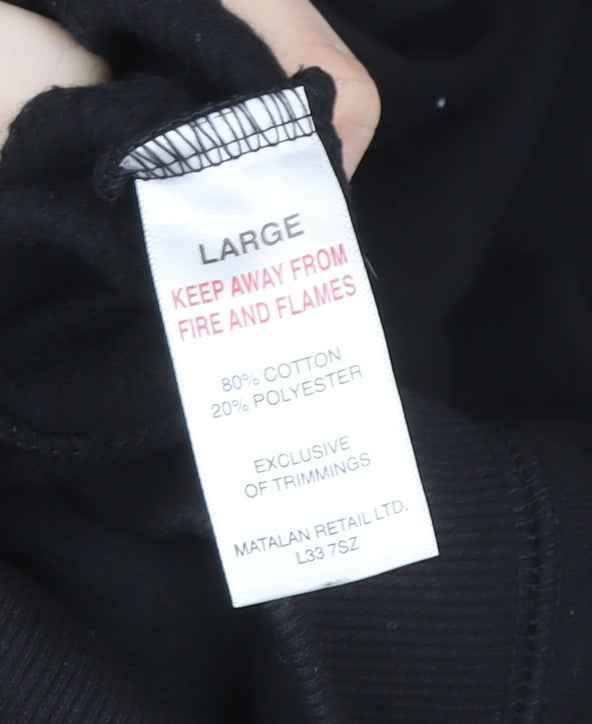 LARGE
KEEP AWAY FROM
FIRE AND FLAMES
80% COTTON
20% POLYESTER
EXCLUSIVE
OF TRIMMINGS
MATALAN RETAIL LTD.
L33 7SZ